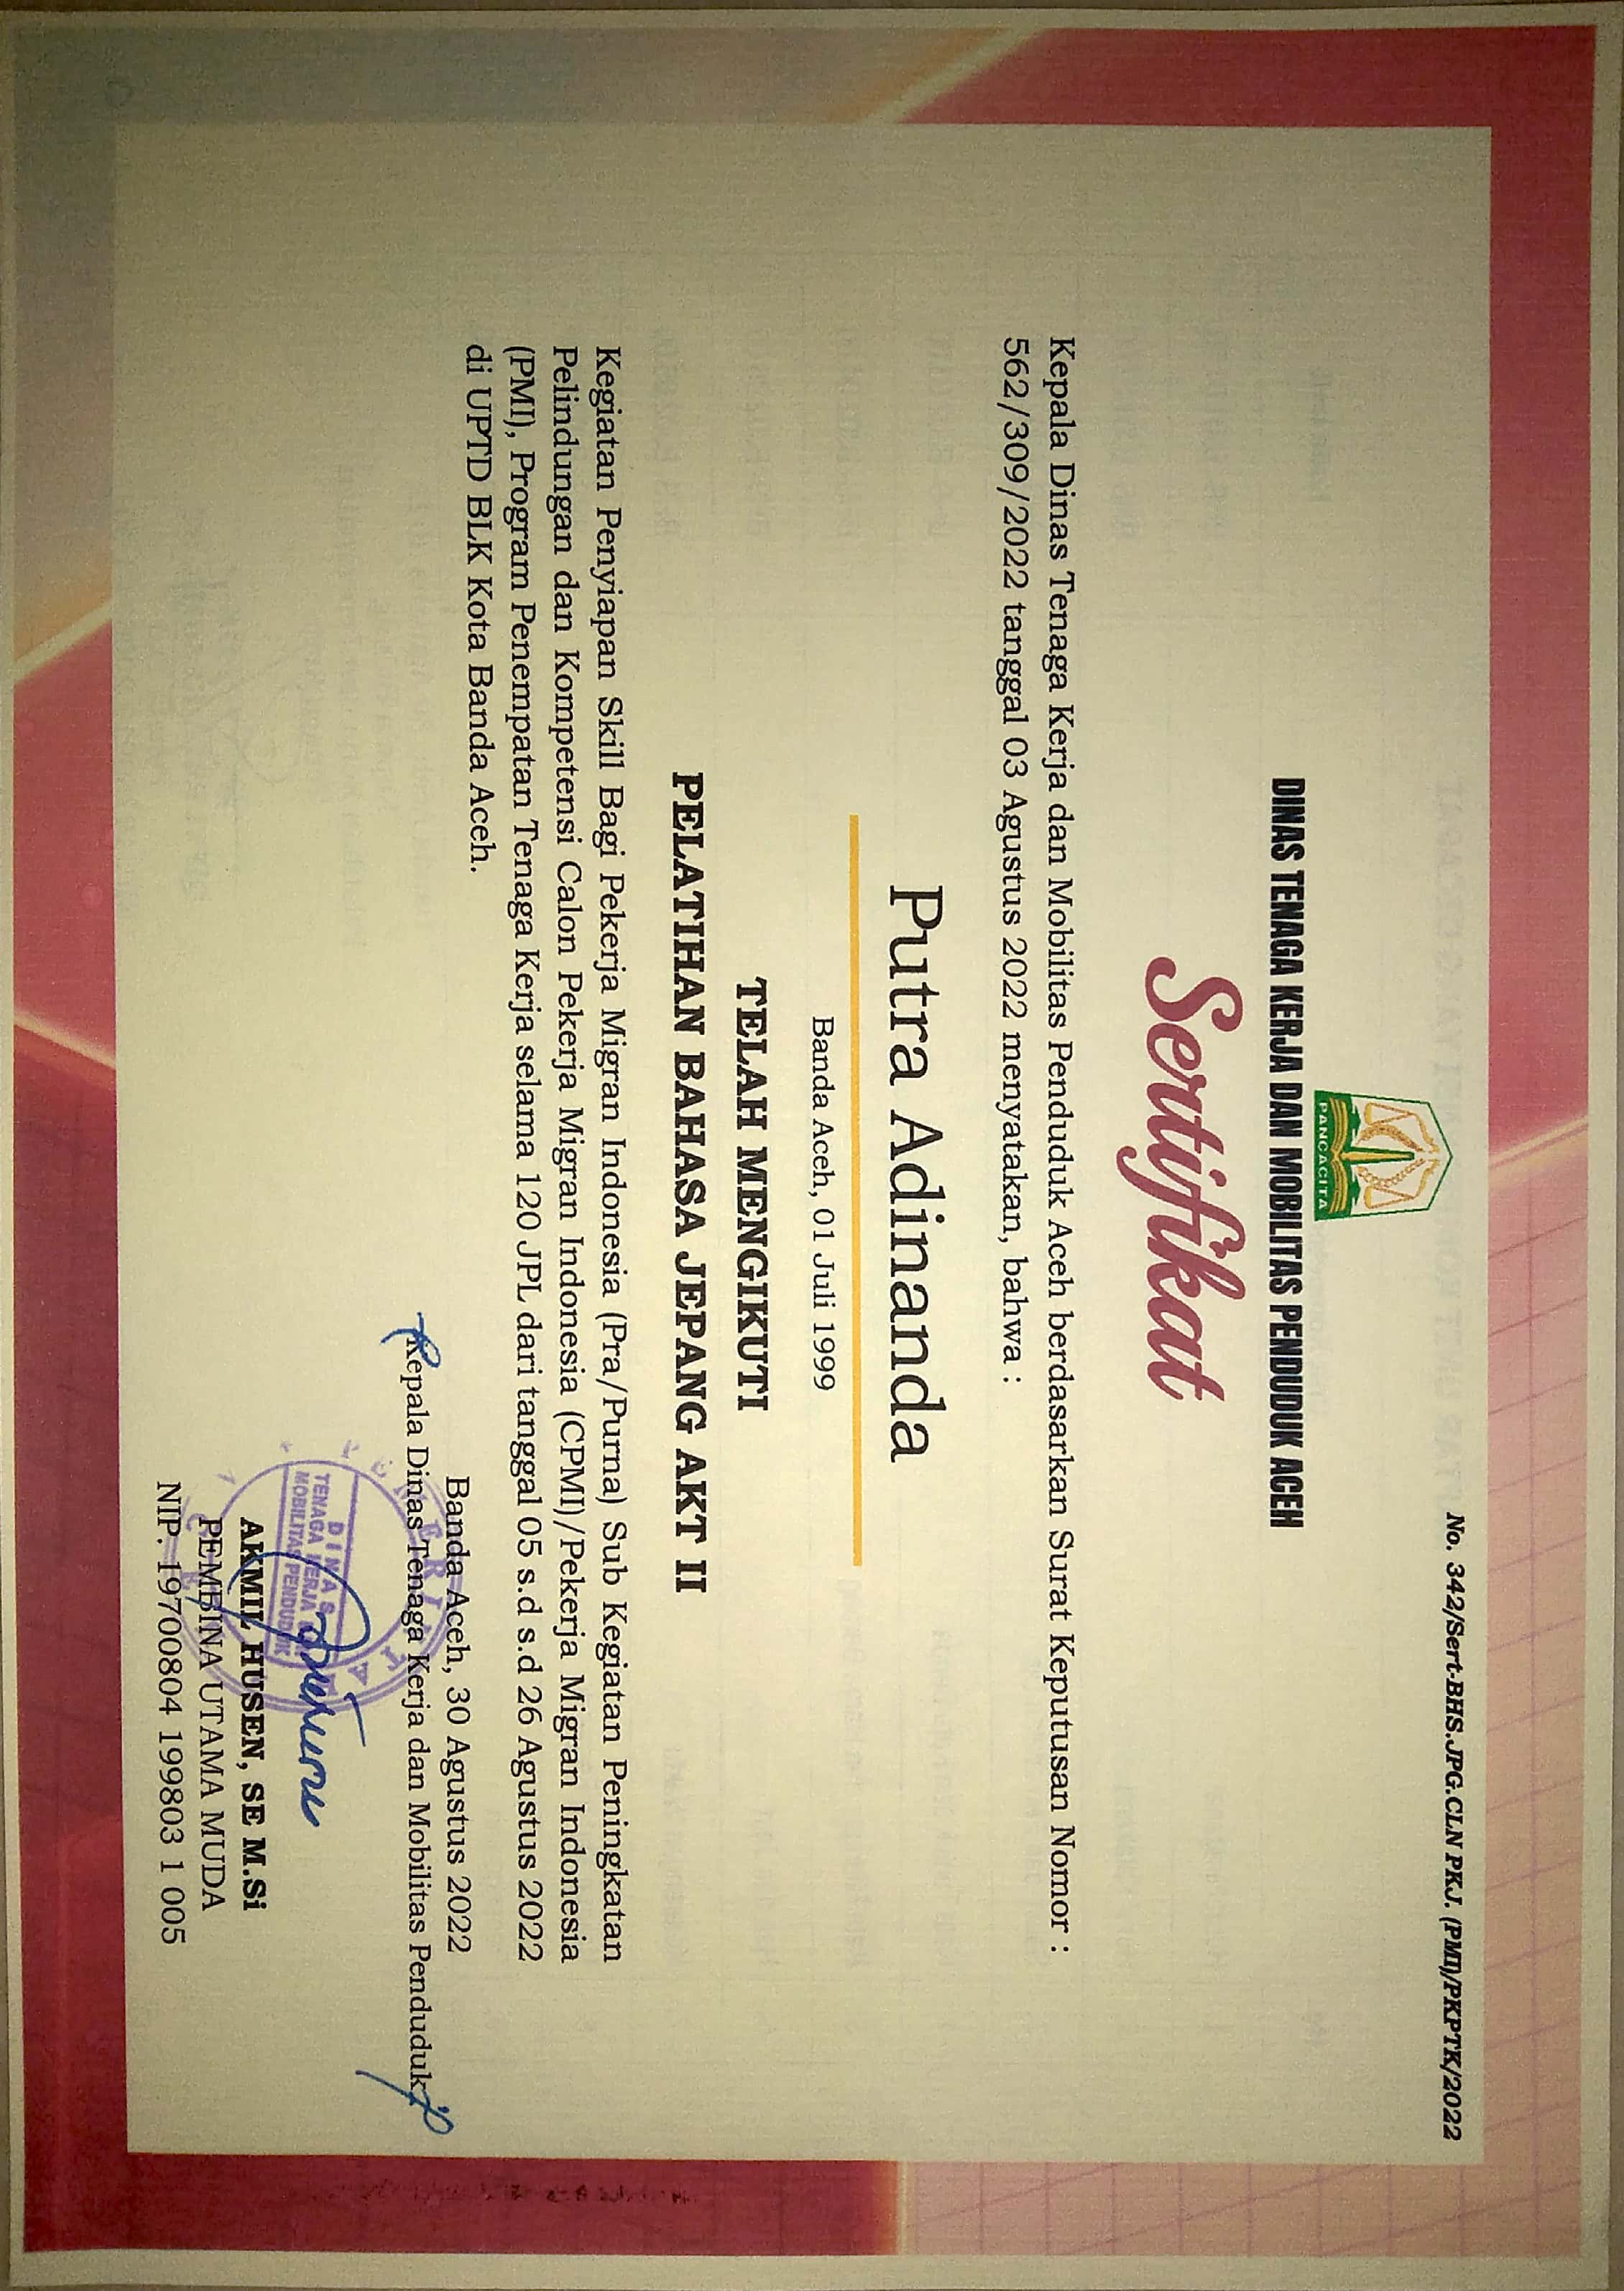 No. 342/Sert-BHS.JPG.CLN PKJ. (PMI)/PKPTK/2022
PANCACITA
DINAS TENAGA KERJA DAN MOBILITAS PENDUDUK ACEH
Sertifikat
Kepala Dinas Tenaga Kerja dan Mobilitas Penduduk Aceh berdasarkan Surat Keputusan Nomor :
562/309/2022 tanggal 03 Agustus 2022 menyatakan, bahwa :
Putra Adinanda
Banda Aceh, 01 Juli 1999
TELAH MENGIKUTI
PELATIHAN BAHASA JEPANG AKT II
Kegiatan Penyiapan Skill Bagi Pekerja Migran Indonesia (Pra/Purna) Sub Kegiatan Peningkatan
Pelindungan dan Kompetensi Calon Pekerja Migran Indonesia (CPMI)/Pekerja Migran Indonesia
(PMI), Program Penempatan Tenaga Kerja selama 120 JPL dari tanggal 05 s.d s.d 26 Agustus 2022
di UPTD BLK Kota Banda Aceh.
Banda Aceh, 30 Agustus 2022
Kepala Dinas Tenaga Kerja dan Mobilitas Penduduk
PEMERINTAH
DINAS
TENAGA KERJA DAN
MOBILITAS PENDUDUK
ACEH
AKMIL HUSEN, SE M.Si
PEMBINA UTAMA MUDA
NIP. 19700804 199803 1 005